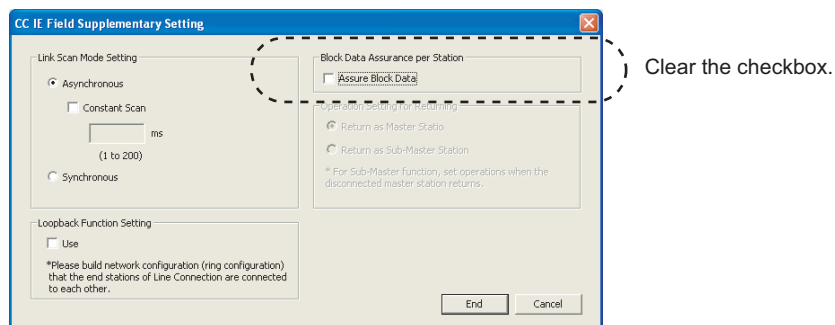 CC IE Field Supplementary Setting
Link Scan Mode Setting
Asynchronous
Constant Scan
ms
(1 to 200)
Synchronous
Loopback Function Setting
Use
*Please build network configuration (ring configuration)
that the end stations of Line Connection are connected
to each other.
Block Data Assurance per Station
Assure Block Data
Operation Setting for Returning
Return as Master Statio
Return as Sub-Master Station
* For Sub-Master function, set operations when the
disconnected master station returns.
End
Cancel
Clear the checkbox.